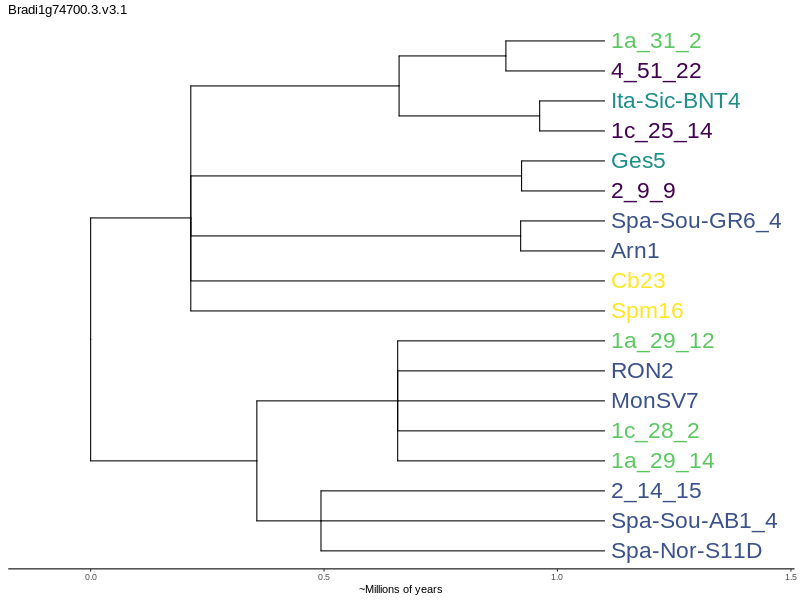 Bradi1g74700.3.v3.1
1a_31_2
4_51_22
Ita-Sic-BNT4
1c_25_14
Ges5
2_9_9
Spa-Sou-GR6_4
Arn1
Cb23
Spm16
1a_29_12
RON2
MonSV7
1c_28_2
1a_29_14
2_14_15
Spa-Sou-AB1_4
Spa-Nor-S11D
0.0 0.5 1.0 1.5
~Millions of years